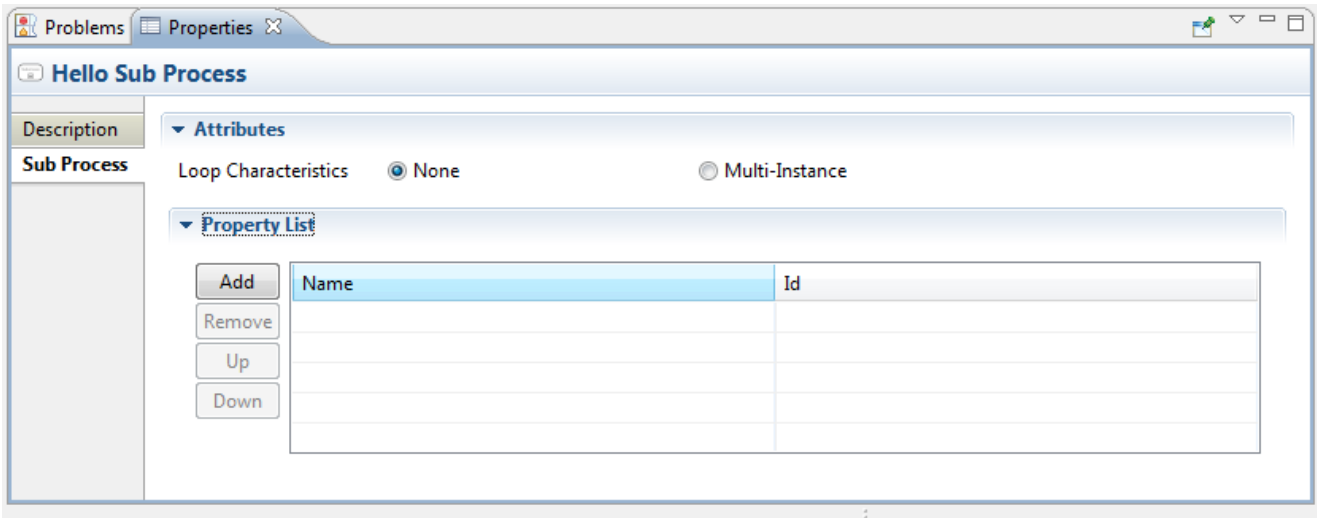 Problems Properties
Hello Sub Process
Description
Sub Process
Attributes
Loop Characteristics None Multi-Instance
Property List
Add
Remove
Up
Down
Name Id